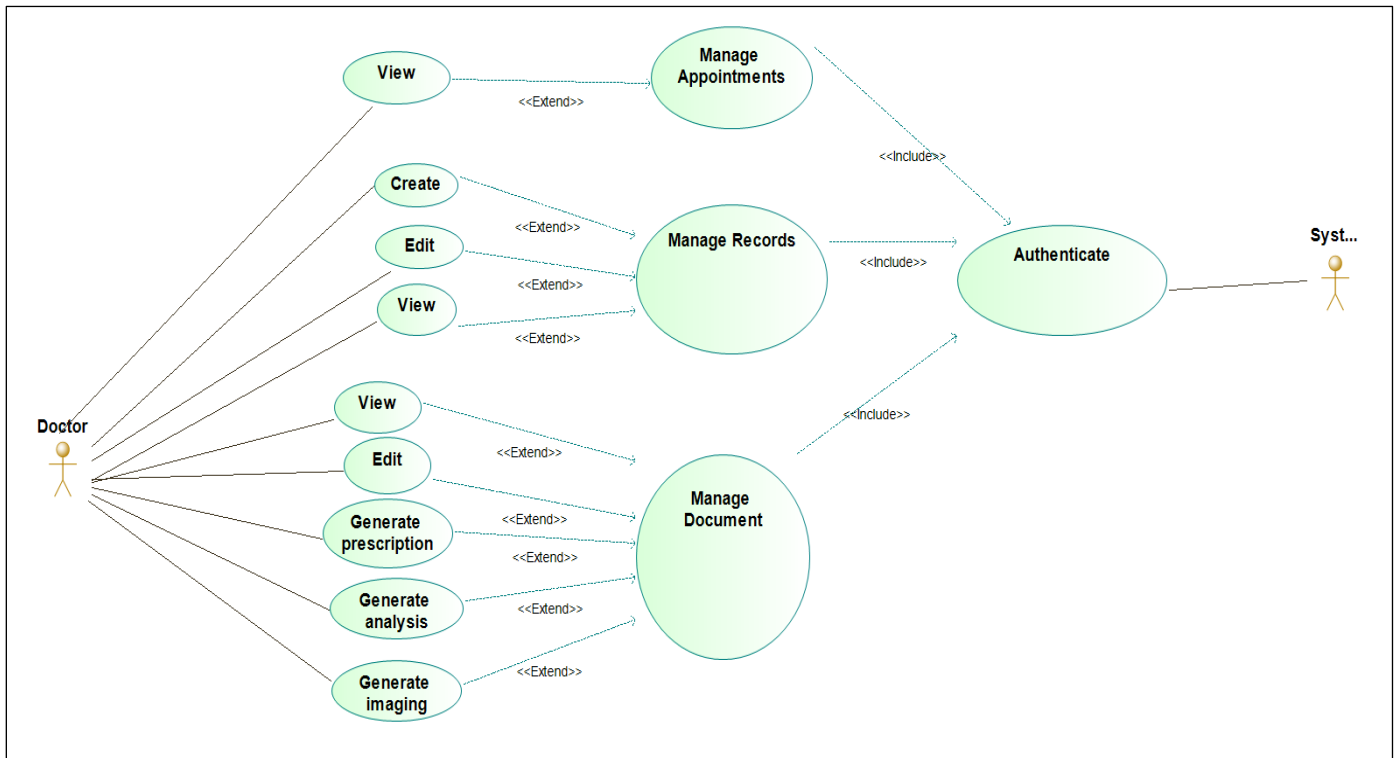 View
Manage
Appointments
<<Extend>>
<<Include>>
Create
<<Extend>>
Edit
<<Extend>>
View
<<Extend>>
Manage Records
<<Include>>
Authenticate
Syst...
Doctor
View
<<Extend>>
Edit
<<Extend>>
Generate
prescription
<<Extend>>
Generate
analysis
<<Extend>>
Generate
imaging
<<Extend>>
Manage
Document
<<Include>>